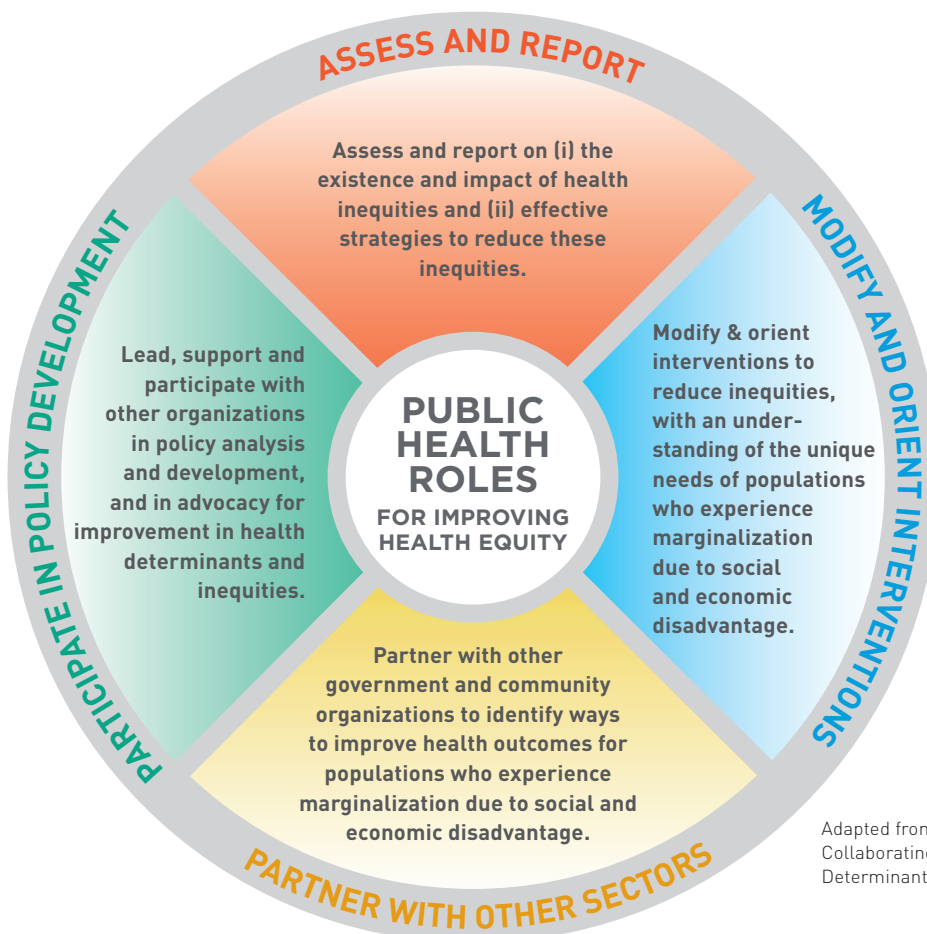 ASSESS AND REPORT
Assess and report on (i) the
existence and impact of health
inequities and (ii) effective
strategies to reduce these
inequities.
MODIFY AND ORIENT INTERVENTIONS
Modify & orient
interventions to
reduce inequities,
with an under-
standing of the unique
needs of populations
who experience
marginalization
due to social
and economic
disadvantage.
PARTICIPATE IN POLICY DEVELOPMENT
Lead, support and
participate with
other organizations
in policy analysis
and development,
and in advocacy for
improvement in health
determinants and
inequities.
PUBLIC
HEALTH
ROLES
FOR IMPROVING
HEALTH EQUITY
Partner with other
government and community
organizations to identify ways
to improve health outcomes for
populations who experience
marginalization due to social and
economic disadvantage.
PARTNER WITH OTHER SECTORS
Adapted from
Collaborating
Determinant